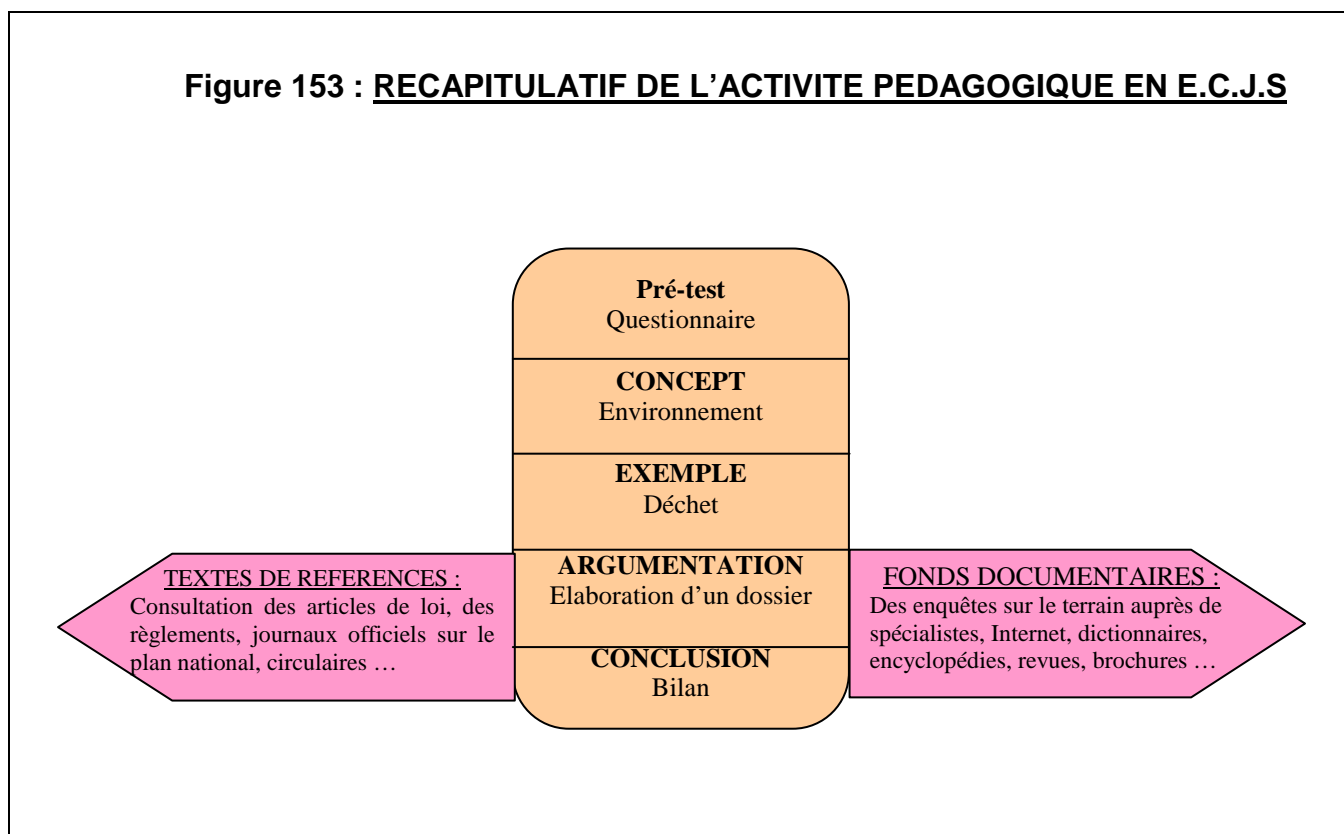 Figure 153 : RECAPITULATIF DE L’ACTIVITE PEDAGOGIQUE EN E.C.J.S
Pré-test
Questionnaire
CONCEPT
Environnement
EXEMPLE
Déchet
ARGUMENTATION
Elaboration d’un dossier
CONCLUSION
Bilan
TEXTES DE REFERENCES :
Consultation des articles de loi, des
règlements, journaux officiels sur le
plan national, circulaires …
FONDS DOCUMENTAIRES :
Des enquêtes sur le terrain auprès de
spécialistes, Internet, dictionnaires,
encyclopédies, revues, brochures …